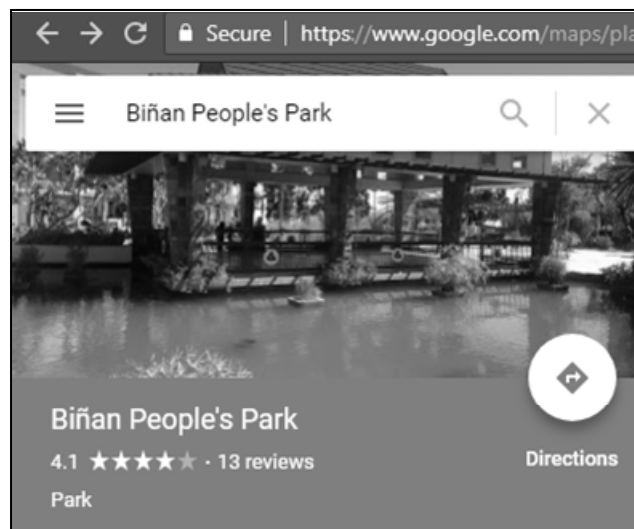 Secure | https://www.google.com/maps/pla
Biñan People's Park
Biñan People's Park
4.1 ★★★★★ · 13 reviews
Directions
Park